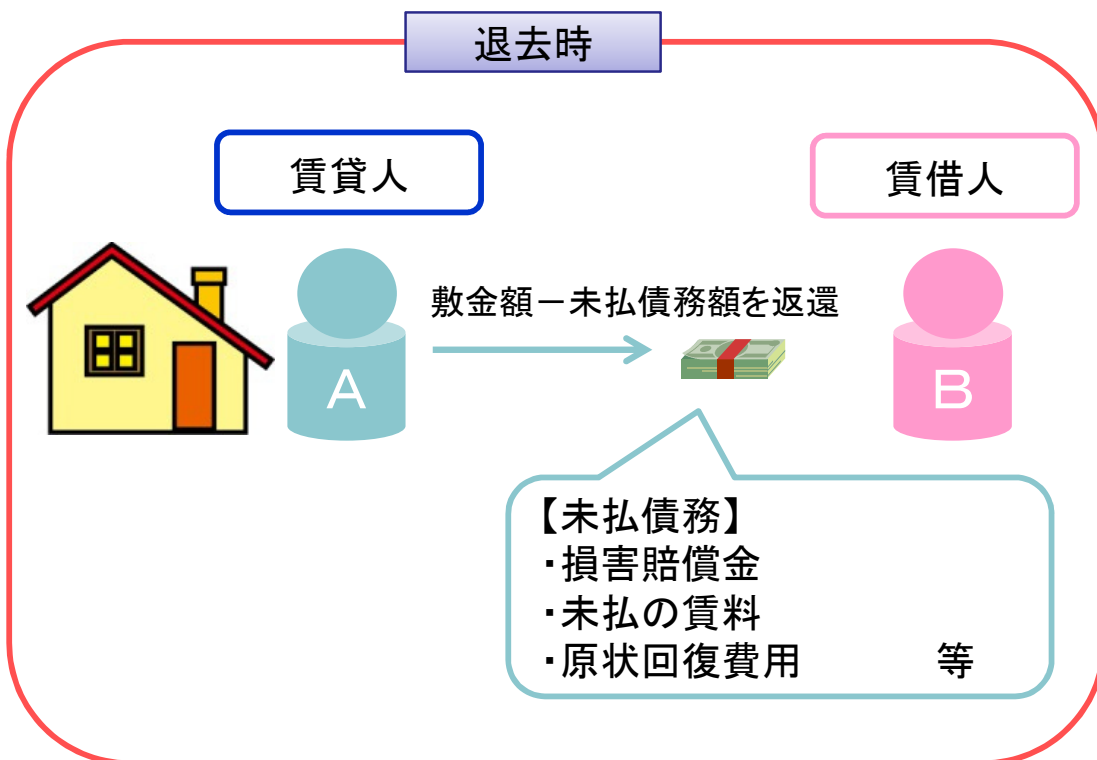 退去時
賃貸人
賃借人
敷金額－未払債務額を返還
A
B
【未払債務】
・損害賠償金
・未払の賃料
・原状回復費用　　　等